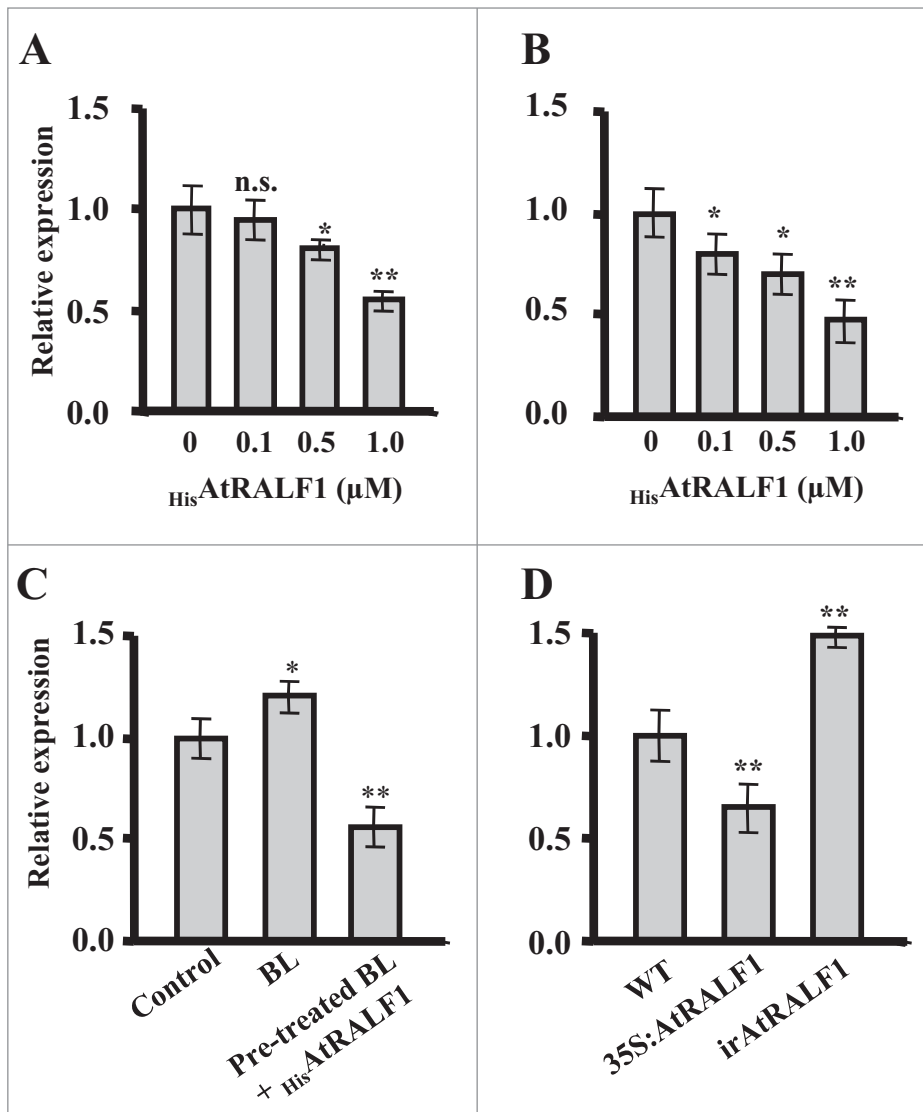 A
Relative expression
1.5
1.0
0.5
0.0
n.s.
*
**
0 0.1 0.5 1.0
HisAtRALF1 (μM)
B
1.5
1.0
0.5
0.0
*
*
**
0 0.1 0.5 1.0
HisAtRALF1 (μM)
C
Relative expression
1.5
1.0
0.5
0.0
*
**
Control
BL
Pre-treated BL
+ HisAtRALF1
D
1.5
1.0
0.5
0.0
**
**
WT
35S:AtRALF1
irAtRALF1